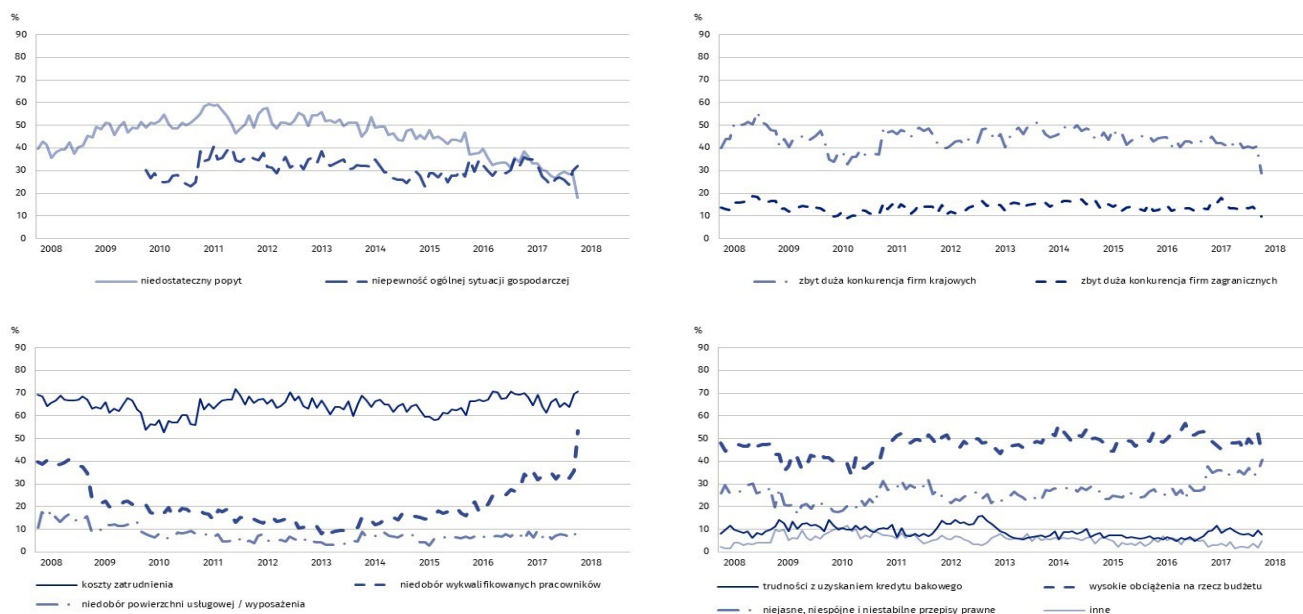 %
90
80
70
60
50
40
30
20
10
0
2008 2009 2010 2011 2012 2013 2014 2015 2016 2017 2018
niedostateczny popyt
niepewność ogólnej sytuacji gospodarczej
%
90
80
70
60
50
40
30
20
10
0
2008 2009 2010 2011 2012 2013 2014 2015 2016 2017 2018
zbyt duża konkurencja firm krajowych
zbyt duża konkurencja firm zagranicznych
%
90
80
70
60
50
40
30
20
10
0
2008 2009 2010 2011 2012 2013 2014 2015 2016 2017 2018
koszty zatrudnienia
niedobór wykwalifikowanych pracowników
niedobór powierzchni usługowej / wyposażenia
%
90
80
70
60
50
40
30
20
10
0
2008 2009 2010 2011 2012 2013 2014 2015 2016 2017 2018
trudności z uzyskaniem kredytu bakowego
wysokie obciążenia na rzecz budżetu
niejasne, niespójne i niestabilne przepisy prawne
inne